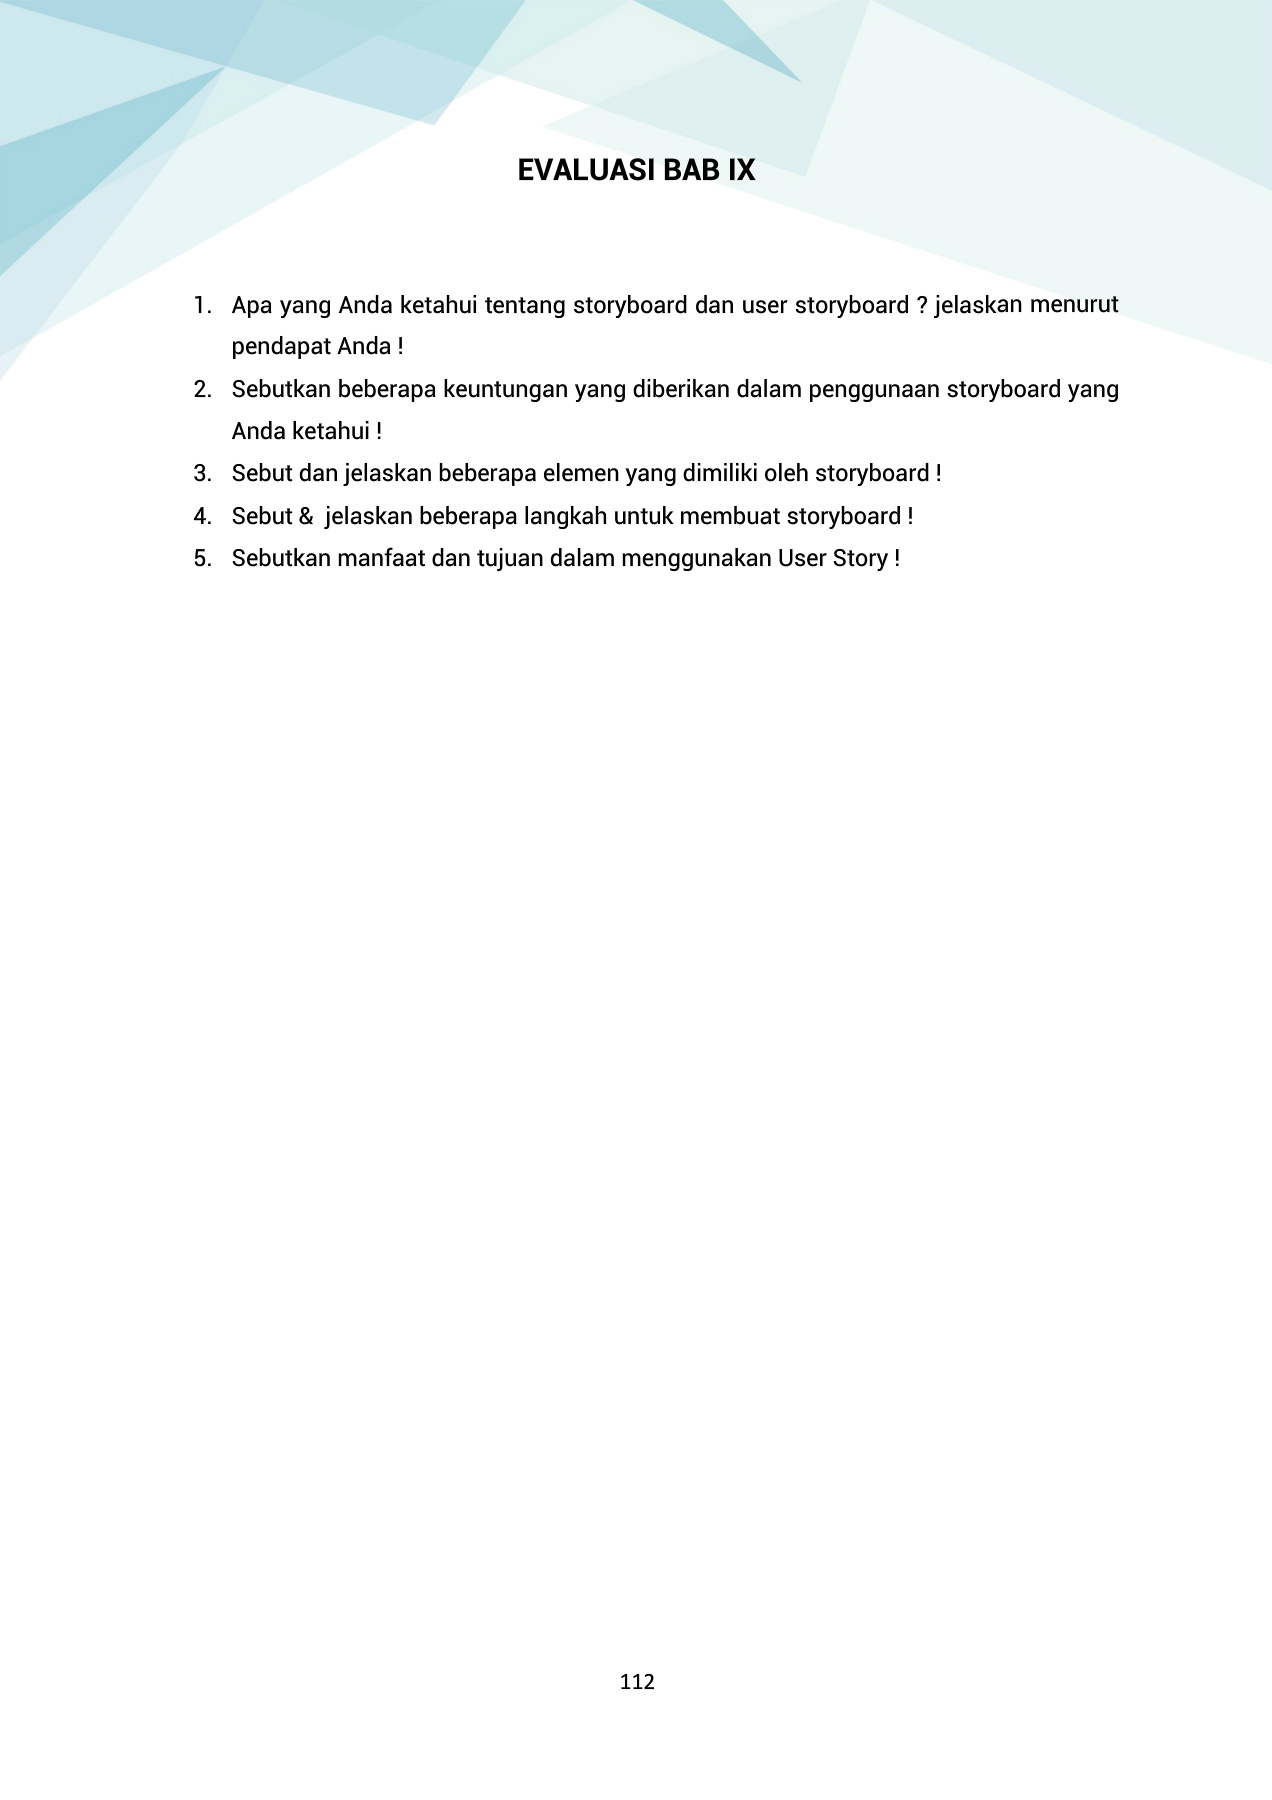 EVALUASI BAB IX
1. Apa yang Anda ketahui tentang storyboard dan user storyboard ? jelaskan menurut
pendapat Anda !
2. Sebutkan beberapa keuntungan yang diberikan dalam penggunaan storyboard yang
Anda ketahui !
3. Sebut dan jelaskan beberapa elemen yang dimiliki oleh storyboard !
4. Sebut & jelaskan beberapa langkah untuk membuat storyboard !
5. Sebutkan manfaat dan tujuan dalam menggunakan User Story !
112